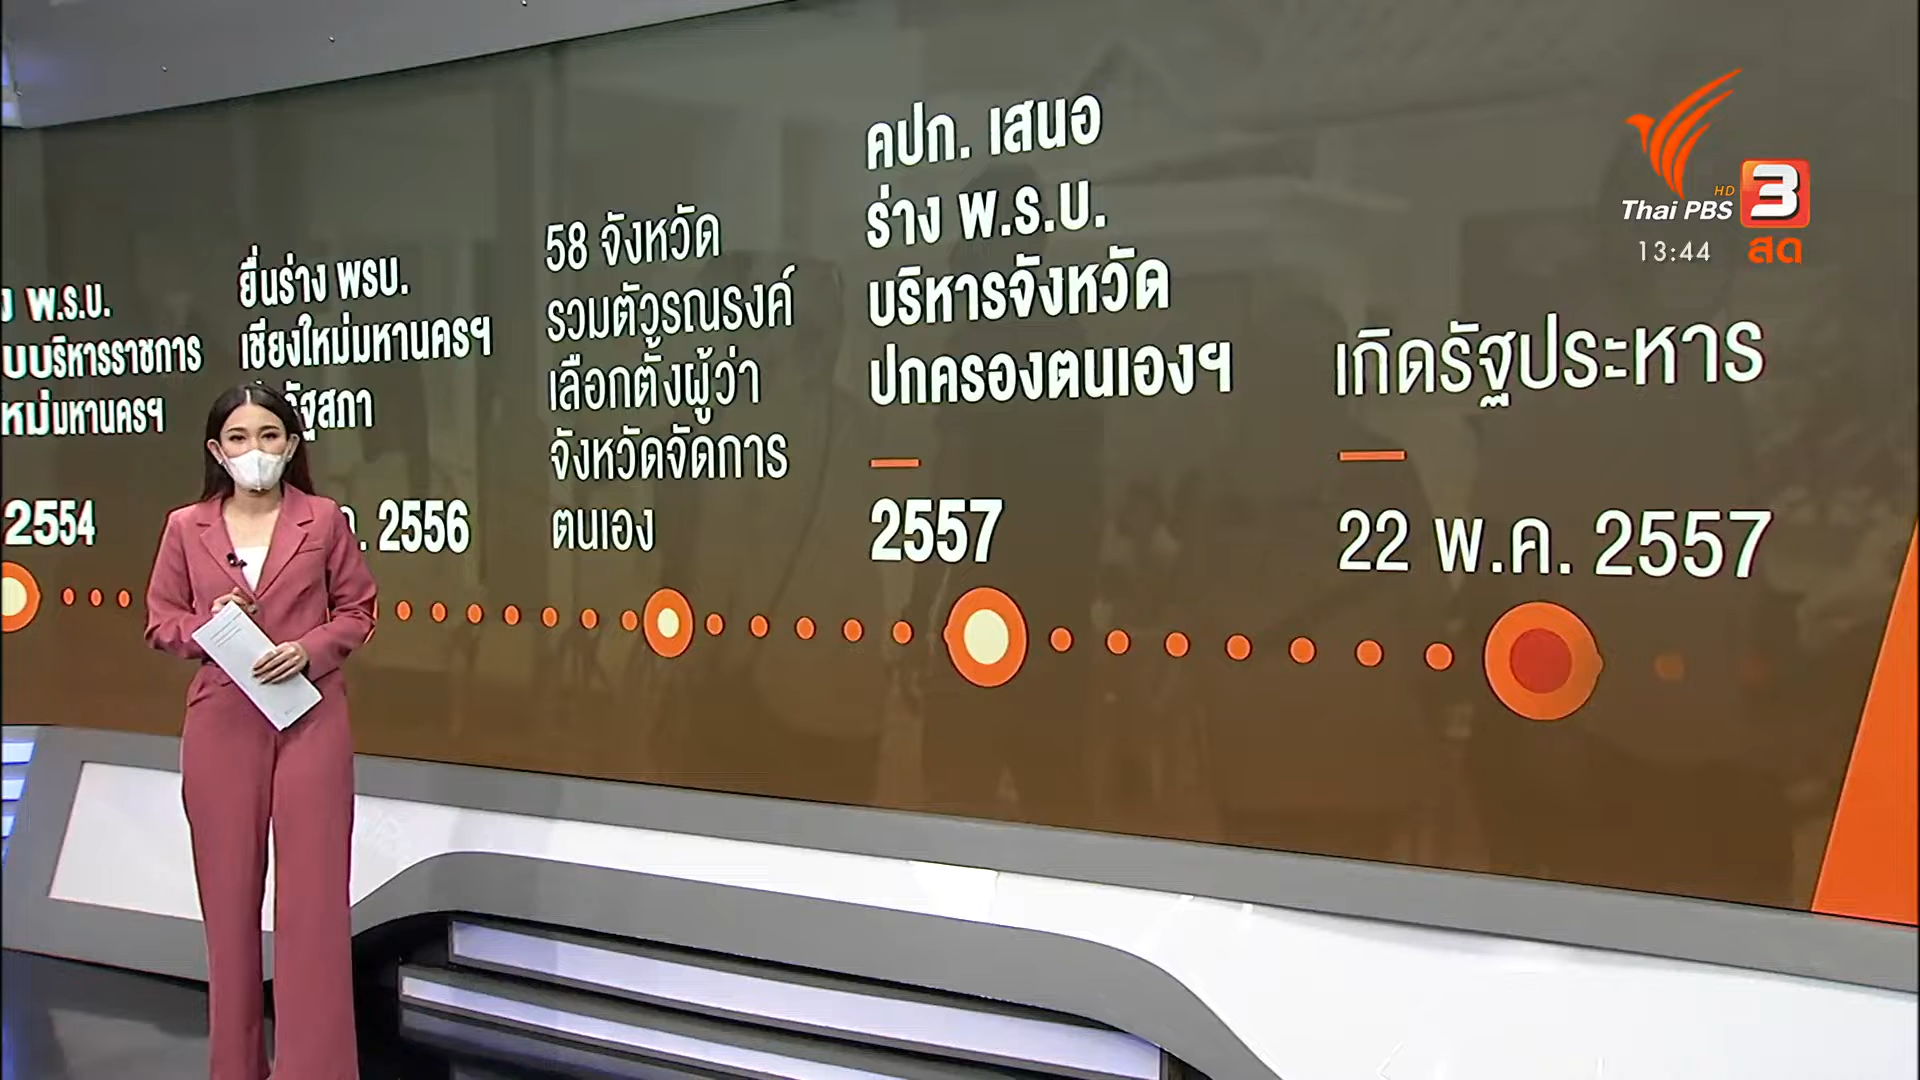 พ.ร.บ.
บริหารราชการ
มหานครฯ
2554
ยื่นร่าง พรบ.
เชียงใหม่มหานครฯ
รัฐสภา
2556
58 จังหวัด
รวมตัวรณรงค์
เลือกตั้งผู้ว่า
จังหวัดจัดการ
ตนเอง
คปก. เสนอ
ร่าง พ.ร.บ.
บริหารจังหวัด
ปกครองตนเองฯ
2557
เกิดรัฐประหาร
22 พ.ค. 2557
Thai PBS HD 3
13:44 สด